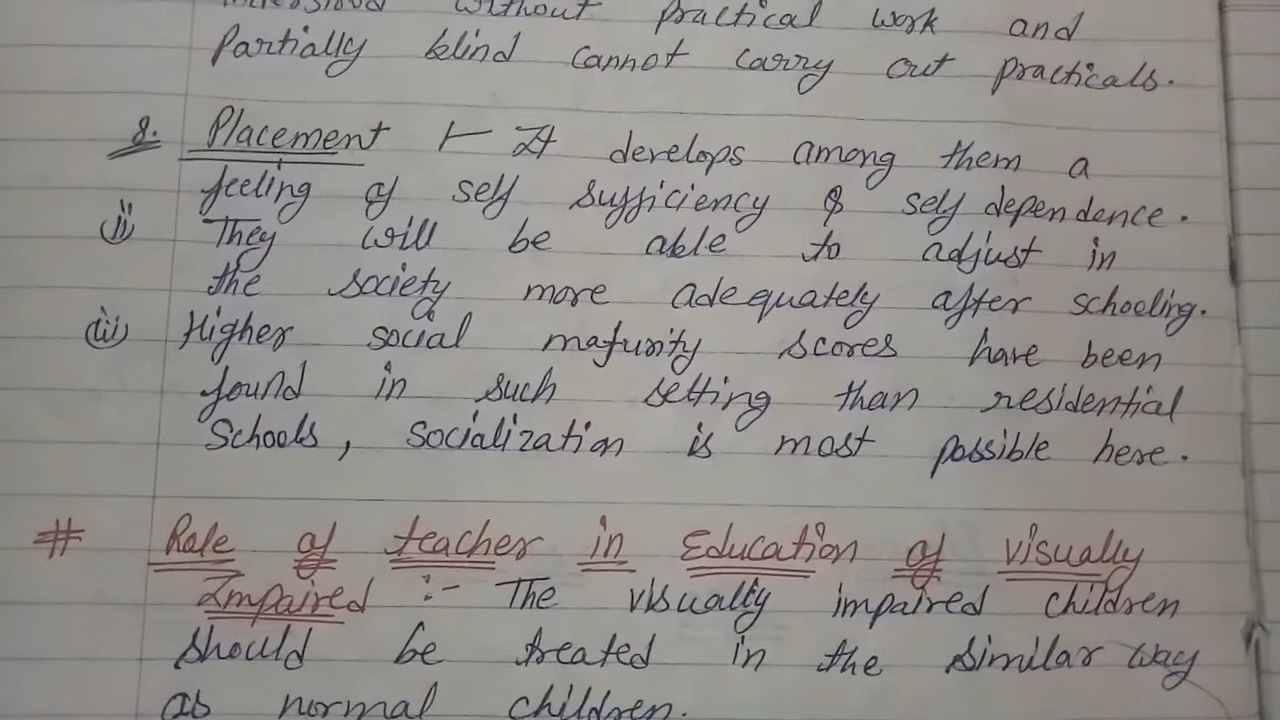 without practical work and
Partially blind cannot carry out practicals.
8. Placement :- It develops among them a
feeling of self sufficiency & self dependence.
(ii) They will be able to adjust in
the society more adequately after schooling.
(iii) Higher social maturity scores have been
found in such setting than residential
Schools, socialization is most possible here.
# Role of teacher in Education of visually
Impaired :- The visually impaired children
should be treated in the similar way
as normal children.